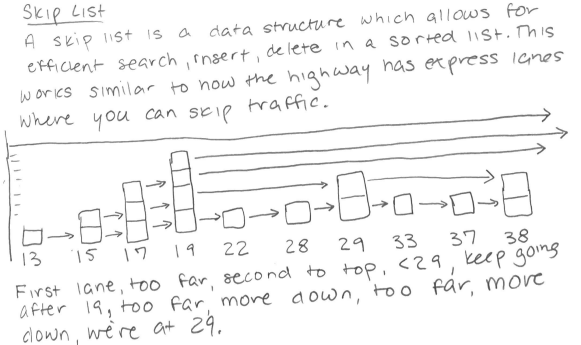 Skip List
A skip list is a data structure which allows for
efficient search, insert, delete in a sorted list. This
works similar to how the highway has express lanes
where you can skip traffic.
13 15 17 19 22 28 29 33 37 38
First lane, too far, second to top, <29, keep going
after 19, too far, move down, too far, move
down, we're at 29.